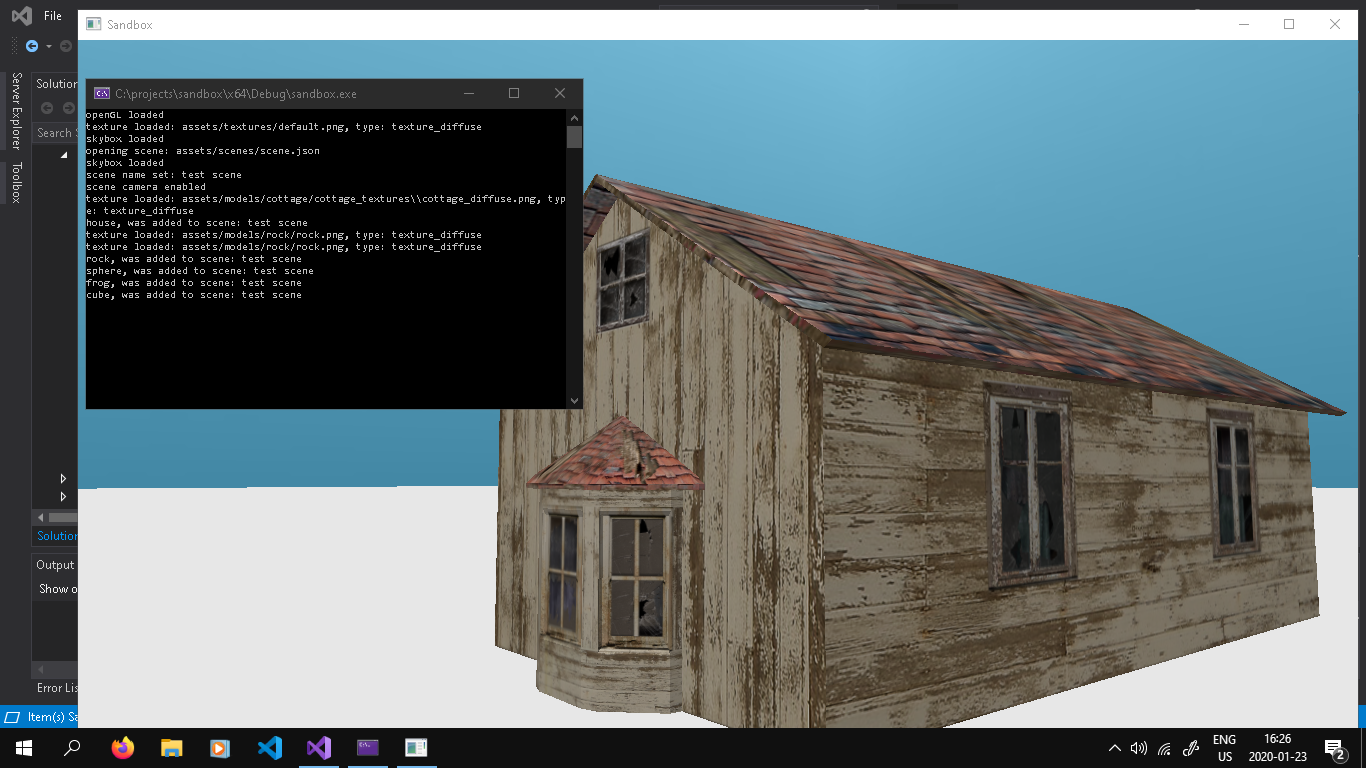 File
Sandbox
Server Explorer
Toolbox
Solution
Search S
C:\projects\sandbox\x64\Debug\sandbox.exe
openGL loaded
texture loaded: assets/textures/default.png, type: texture_diffuse
skybox loaded
opening scene: assets/scenes/scene.json
skybox loaded
scene name set: test scene
scene camera enabled
texture loaded: assets/models/cottage/cottage_textures\\cottage_diffuse.png, typ
e: texture_diffuse
house, was added to scene: test scene
texture loaded: assets/models/rock/rock.png, type: texture_diffuse
texture loaded: assets/models/rock/rock.png, type: texture_diffuse
rock, was added to scene: test scene
sphere, was added to scene: test scene
frog, was added to scene: test scene
cube, was added to scene: test scene
Solution
Output
Show o
Error Lis
Item(s) Sa
ENG
US
16:26
2020-01-23
2